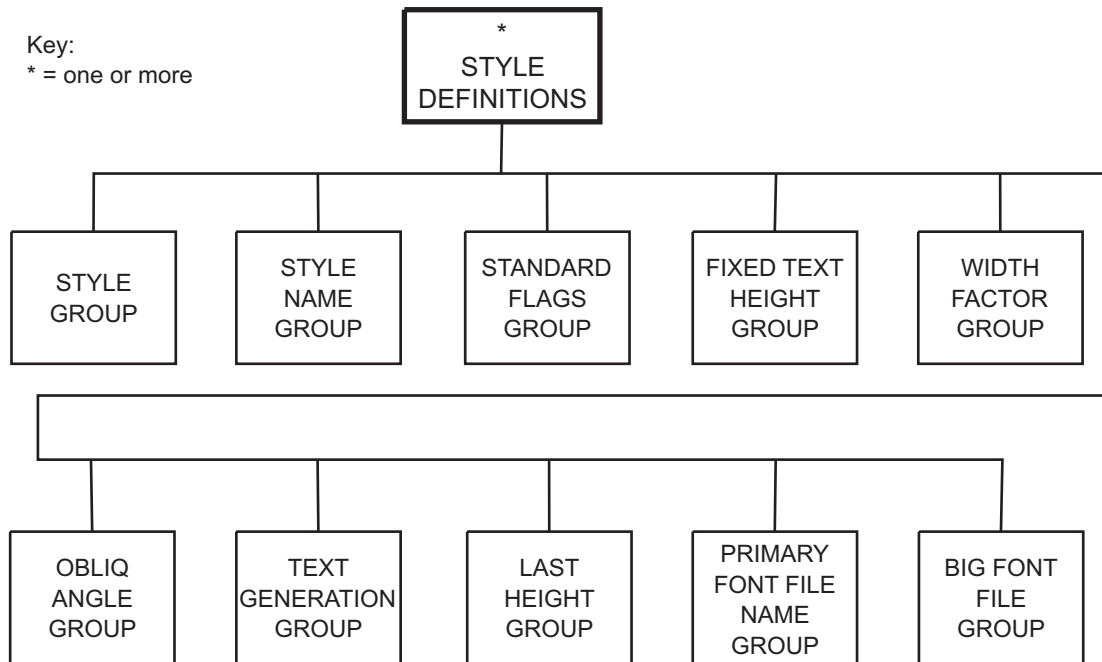 Key:
* = one or more
*
STYLE
DEFINITIONS
STYLE
GROUP
STYLE
NAME
GROUP
STANDARD
FLAGS
GROUP
FIXED TEXT
HEIGHT
GROUP
WIDTH
FACTOR
GROUP
OBLIQ
ANGLE
GROUP
TEXT
GENERATION
GROUP
LAST
HEIGHT
GROUP
PRIMARY
FONT FILE
NAME
GROUP
BIG FONT
FILE
GROUP